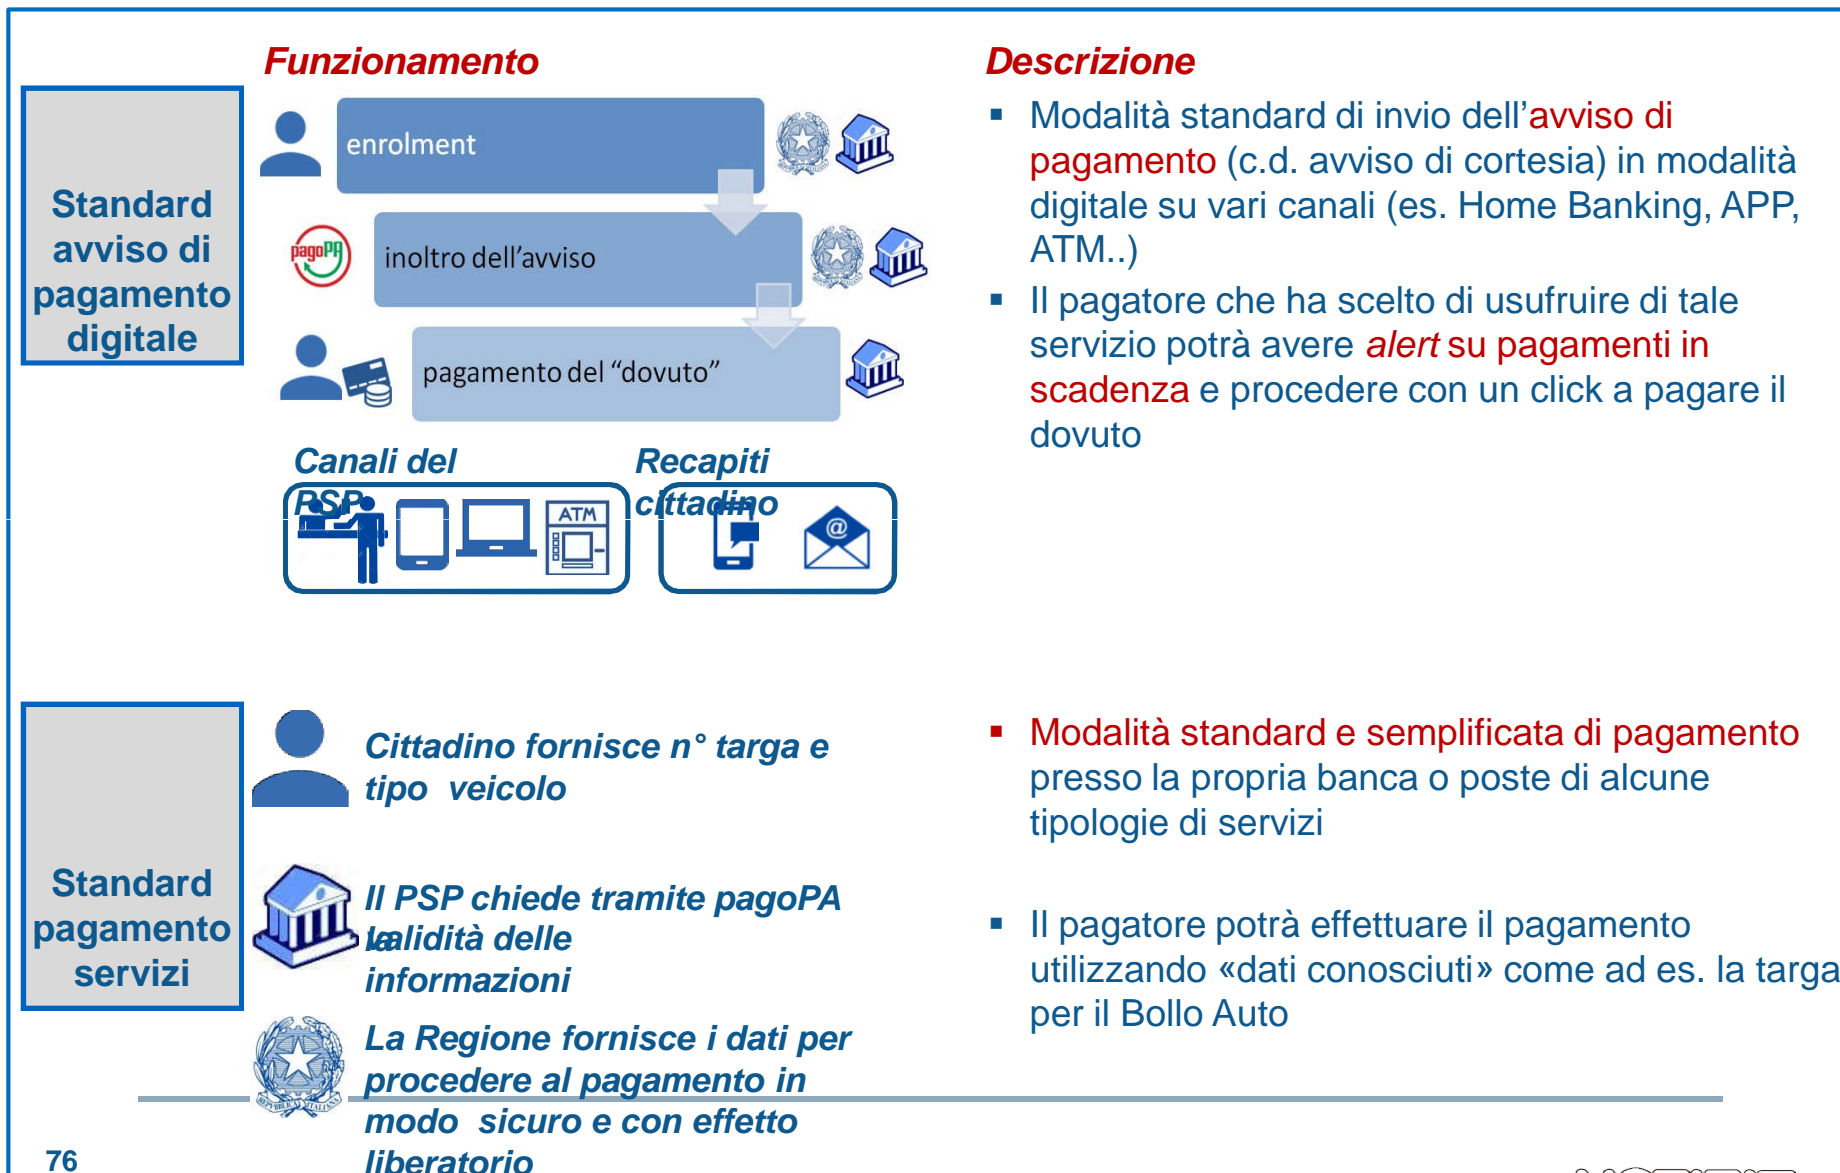 Funzionamento
Descrizione
Standard
avviso di
pagamento
digitale
enrolment
pagoPA
inoltro dell'avviso
pagamento del "dovuto"
Canali del
PSP
Recapiti
cittadino
ATM
@
▪ Modalità standard di invio dell'avviso di
pagamento (c.d. avviso di cortesia) in modalità
digitale su vari canali (es. Home Banking, APP,
ATM..)
▪ Il pagatore che ha scelto di usufruire di tale
servizio potrà avere alert su pagamenti in
scadenza e procedere con un click a pagare il
dovuto
Standard
pagamento
servizi
Cittadino fornisce n° targa e
tipo veicolo
Il PSP chiede tramite pagoPA
la
validità delle
informazioni
La Regione fornisce i dati per
procedere al pagamento in
modo sicuro e con effetto
liberatorio
▪ Modalità standard e semplificata di pagamento
presso la propria banca o poste di alcune
tipologie di servizi
▪ Il pagatore potrà effettuare il pagamento
utilizzando «dati conosciuti» come ad es. la targa
per il Bollo Auto
76